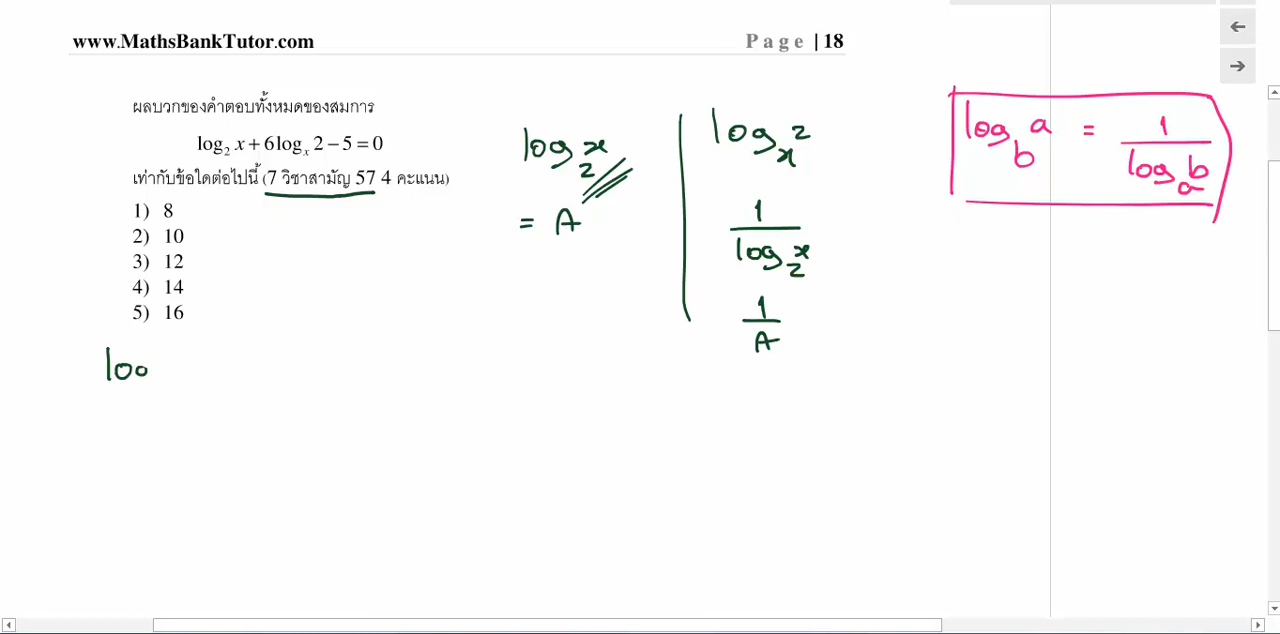 www.MathsBankTutor.com
Page |18
ผลบวกของคำตอบทั้งหมดของสมการ
log₂ x + 6logₓ 2 − 5 = 0
เท่ากับข้อใดต่อไปนี้ (7 วิชาสามัญ 57 4 คะแนน)
1) 8
2) 10
3) 12
4) 14
5) 16
log₂ x
= A
logₓ 2
1 / log₂ x
1 / A
log_b a = 1 / log_a b
loo